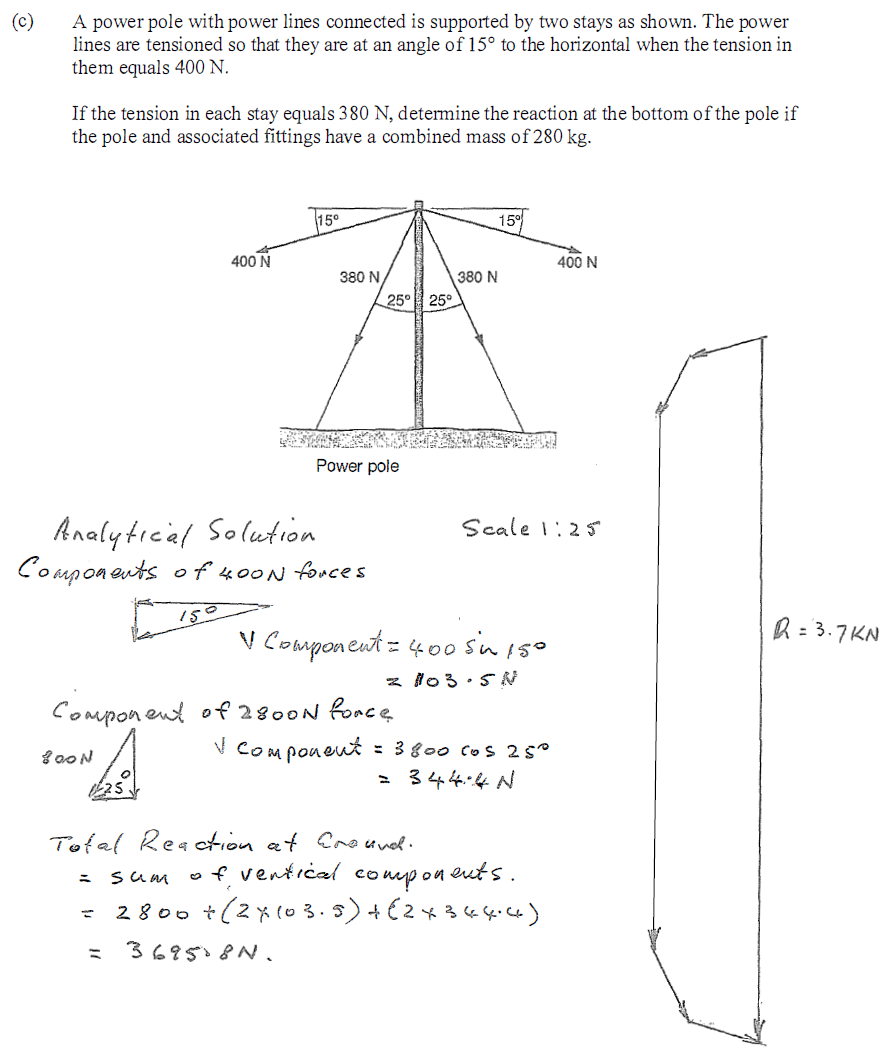 (c) A power pole with power lines connected is supported by two stays as shown. The power
lines are tensioned so that they are at an angle of 15° to the horizontal when the tension in
them equals 400 N.
If the tension in each stay equals 380 N, determine the reaction at the bottom of the pole if
the pole and associated fittings have a combined mass of 280 kg.
15° 15°
400 N 400 N
380 N 380 N
25° 25°
Power pole
Analytical Solution
Scale 1:25
Components of 400N forces
15°
V Component = 400 sin 15°
= 103.5 N
R = 3.7KN
Component of 2800N force
V Component = 3800 cos 25°
800N
25°
= 344.4 N
Total Reaction at Ground.
= sum of vertical components.
= 2800 + (2 x 103.5) + (2 x 344.4)
= 3695.8N.